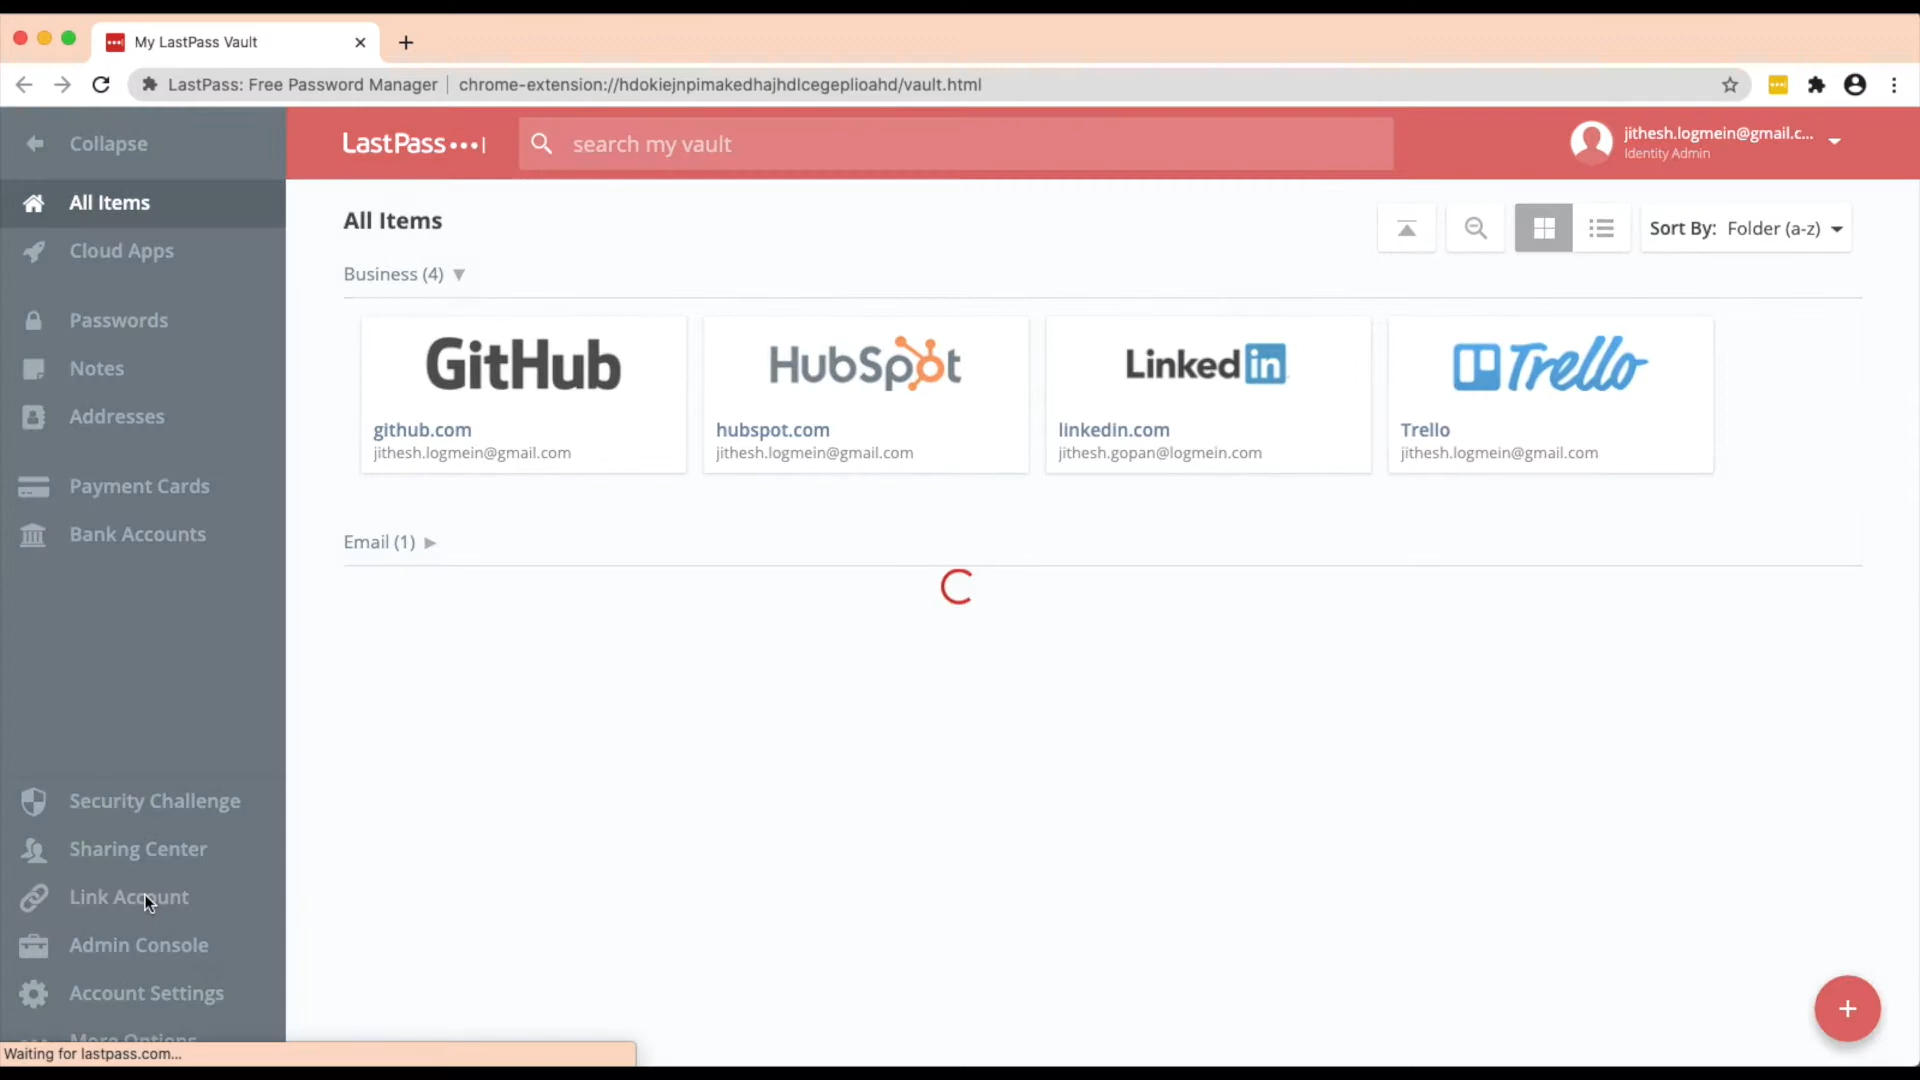 My LastPass Vault
LastPass: Free Password Manager | chrome-extension://hdokiejnpimakedhajhdlcegeplioahd/vault.html
Collapse
LastPass
search my vault
jithesh.logmein@gmail.c...
Identity Admin
All Items
Cloud Apps
Passwords
Notes
Addresses
Payment Cards
Bank Accounts
Security Challenge
Sharing Center
Link Account
Admin Console
Account Settings
More Options
Waiting for lastpass.com...
All Items
Sort By: Folder (a-z)
Business (4)
GitHub
github.com
jithesh.logmein@gmail.com
HubSpot
hubspot.com
jithesh.logmein@gmail.com
Linked in
linkedin.com
jithesh.gopan@logmein.com
Trello
Trello
jithesh.logmein@gmail.com
Email (1)